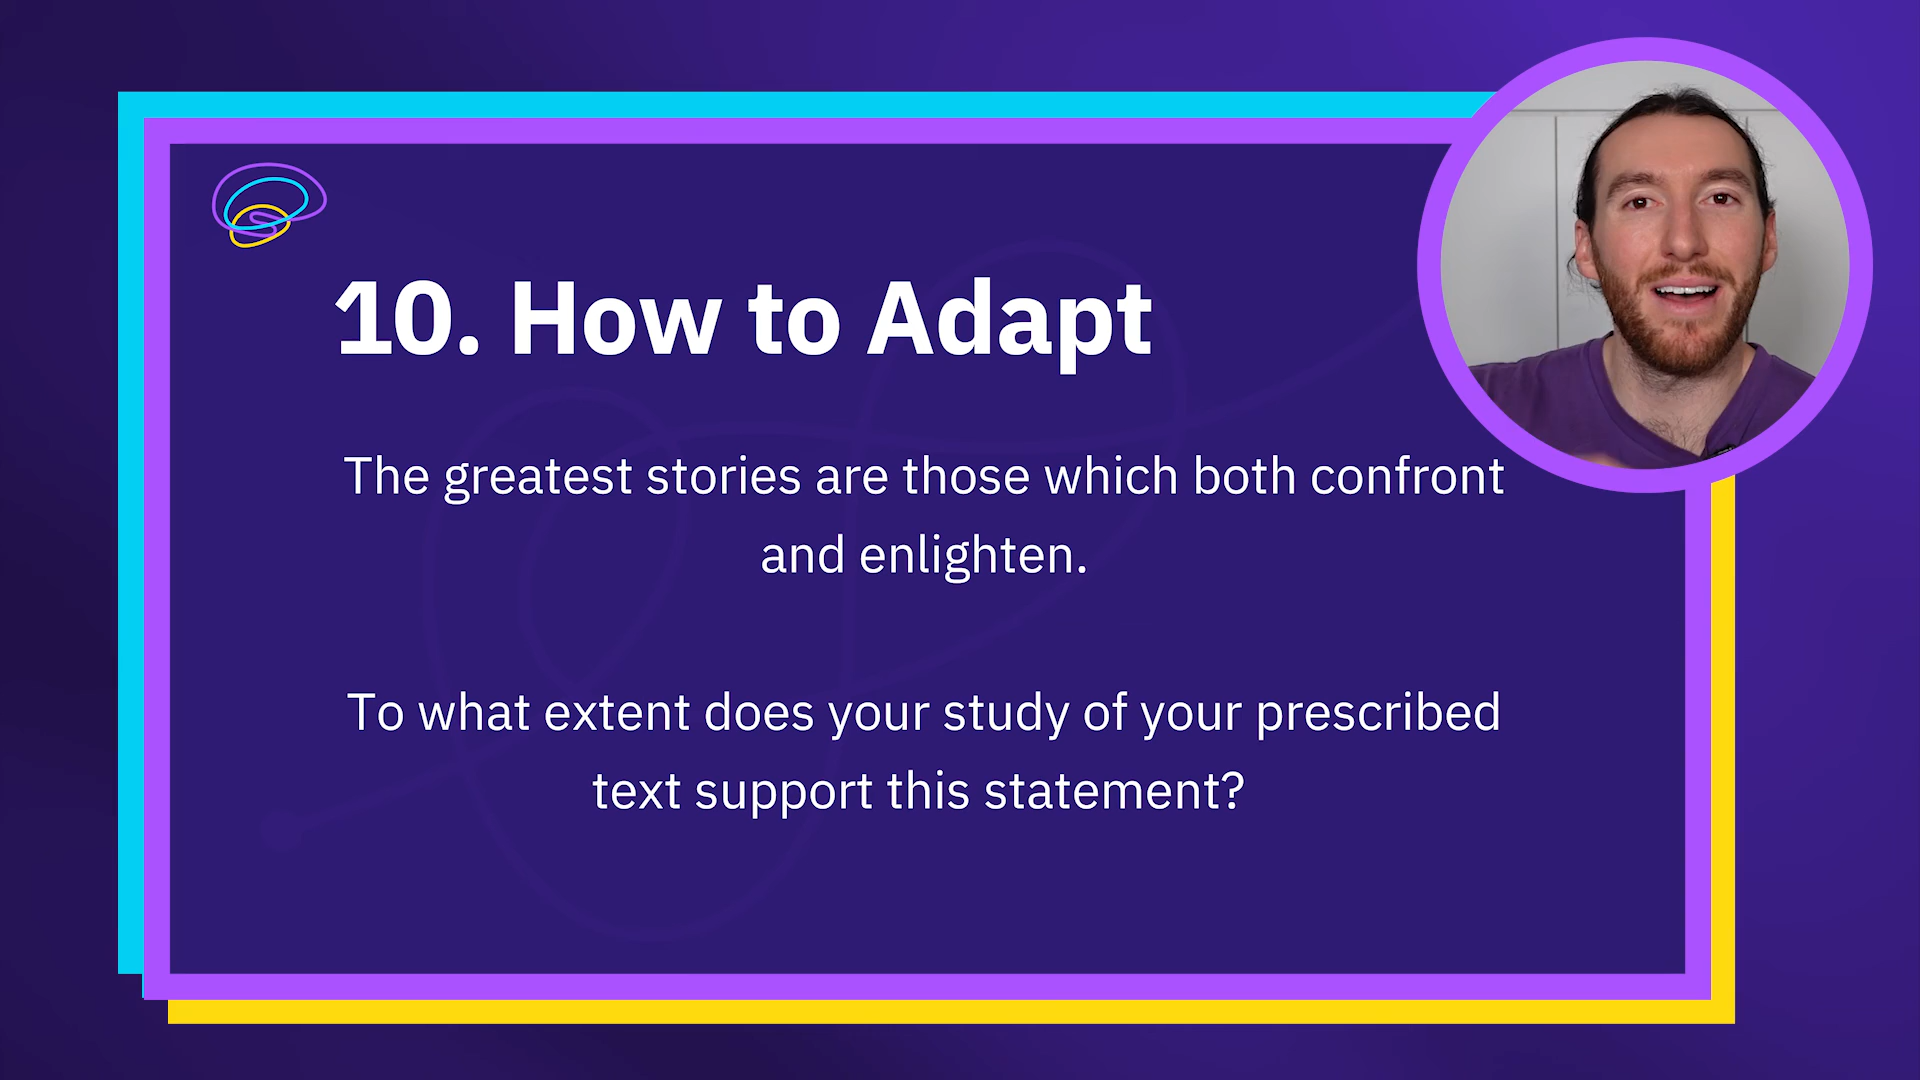 10. How to Adapt
The greatest stories are those which both confront
and enlighten.
To what extent does your study of your prescribed
text support this statement?